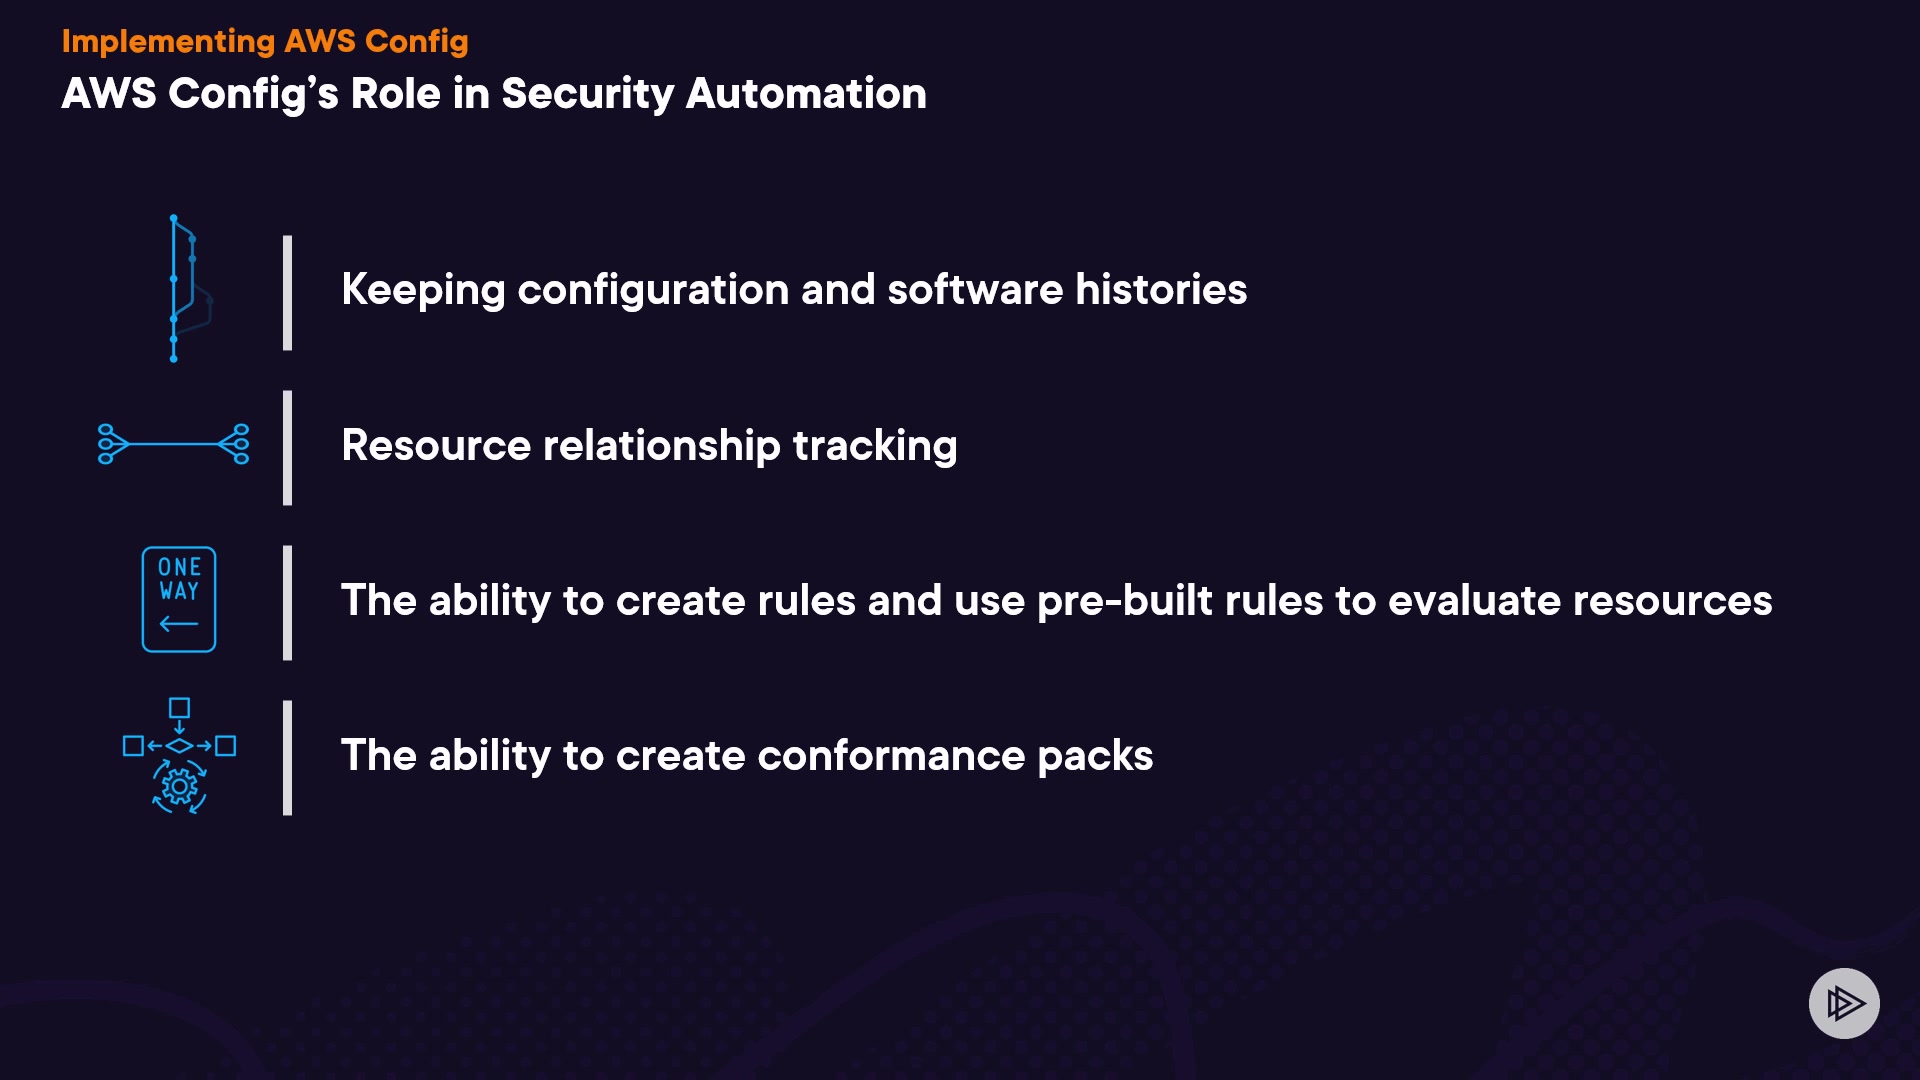 Implementing AWS Config
AWS Config’s Role in Security Automation
Keeping configuration and software histories
Resource relationship tracking
ONE
WAY
The ability to create rules and use pre-built rules to evaluate resources
The ability to create conformance packs